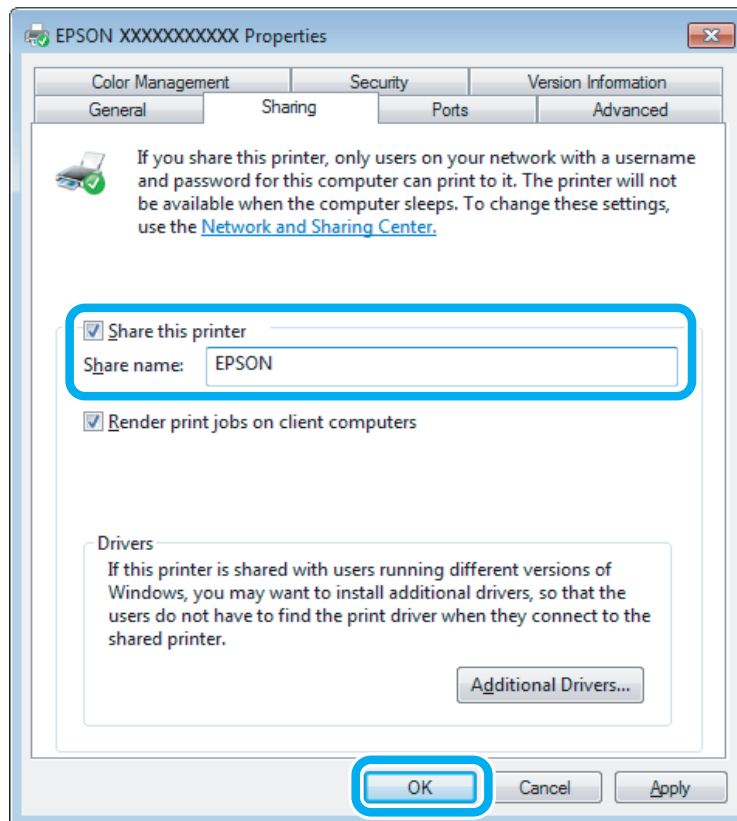 EPSON XXXXXXXXXXX Properties
Color Management Security Version Information
General Sharing Ports Advanced
If you share this printer, only users on your network with a username
and password for this computer can print to it. The printer will not
be available when the computer sleeps. To change these settings,
use the Network and Sharing Center.
Share this printer
Share name: EPSON
Render print jobs on client computers
Drivers
If this printer is shared with users running different versions of
Windows, you may want to install additional drivers, so that the
users do not have to find the print driver when they connect to the
shared printer.
Additional Drivers...
OK Cancel Apply